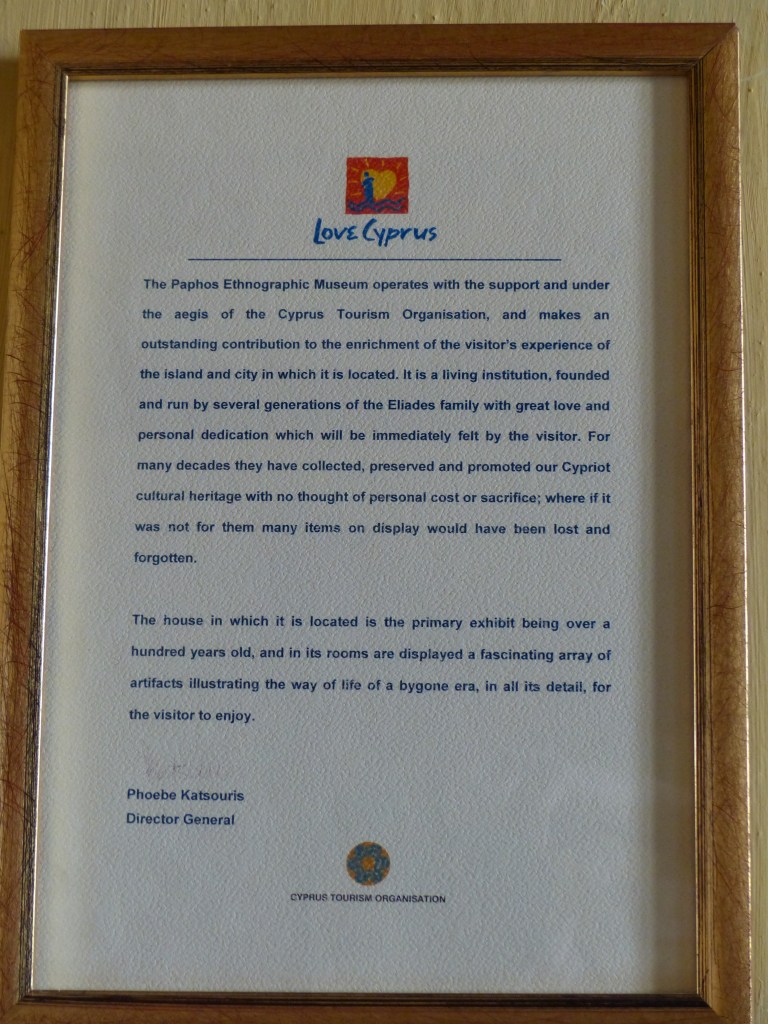 Love Cyprus
The Paphos Ethnographic Museum operates with the support and under
the aegis of the Cyprus Tourism Organisation, and makes an
outstanding contribution to the enrichment of the visitor's experience of
the island and city in which it is located. It is a living institution, founded
and run by several generations of the Eliades family with great love and
personal dedication which will be immediately felt by the visitor. For
many decades they have collected, preserved and promoted our Cypriot
cultural heritage with no thought of personal cost or sacrifice; where if it
was not for them many items on display would have been lost and
forgotten.
The house in which it is located is the primary exhibit being over a
hundred years old, and in its rooms are displayed a fascinating array of
artifacts illustrating the way of life of a bygone era, in all its detail, for
the visitor to enjoy.
Phoebe Katsouris
Director General
CYPRUS TOURISM ORGANISATION